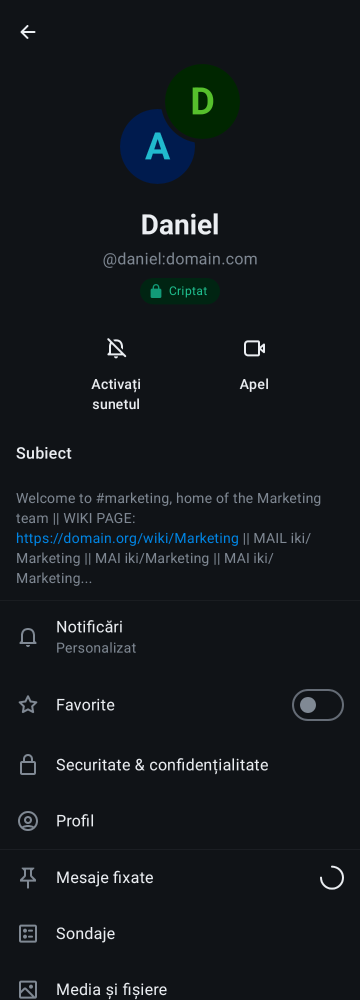 D
A
Daniel
@daniel:domain.com
Criptat
Activați
sunetul
Apel
Subiect
Welcome to #marketing, home of the Marketing
team || WIKI PAGE:
https://domain.org/wiki/Marketing || MAIL iki/
Marketing || MAI iki/Marketing || MAI iki/
Marketing...
Notificări
Personalizat
Favorite
Securitate & confidențialitate
Profil
Mesaje fixate
Sondaje
Media și fișiere